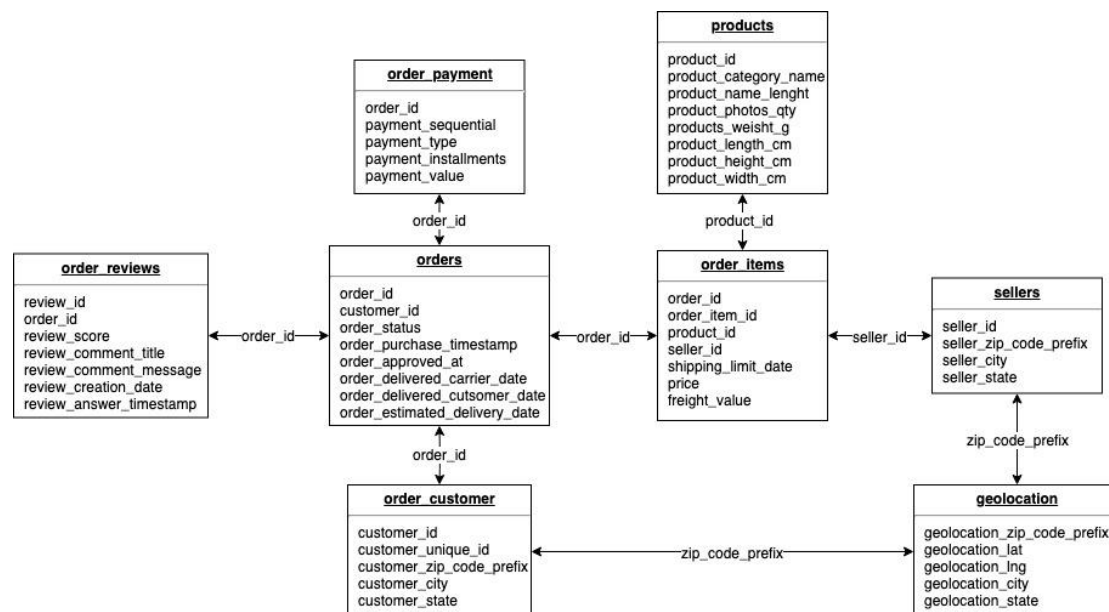 products
product_id
product_category_name
product_name_lenght
product_photos_qty
products_weisht_g
product_length_cm
product_height_cm
product_width_cm
order_payment
order_id
payment_sequential
payment_type
payment_installments
payment_value
order_id
product_id
order_reviews
review_id
order_id
review_score
review_comment_title
review_comment_message
review_creation_date
review_answer_timestamp
order_id
orders
order_id
customer_id
order_status
order_purchase_timestamp
order_approved_at
order_delivered_carrier_date
order_delivered_cutsomer_date
order_estimated_delivery_date
order_id
order_items
order_id
order_item_id
product_id
seller_id
shipping_limit_date
price
freight_value
seller_id
sellers
seller_id
seller_zip_code_prefix
seller_city
seller_state
order_id
zip_code_prefix
order_customer
customer_id
customer_unique_id
customer_zip_code_prefix
customer_city
customer_state
zip_code_prefix
geolocation
geolocation_zip_code_prefix
geolocation_lat
geolocation_lng
geolocation_city
geolocation_state